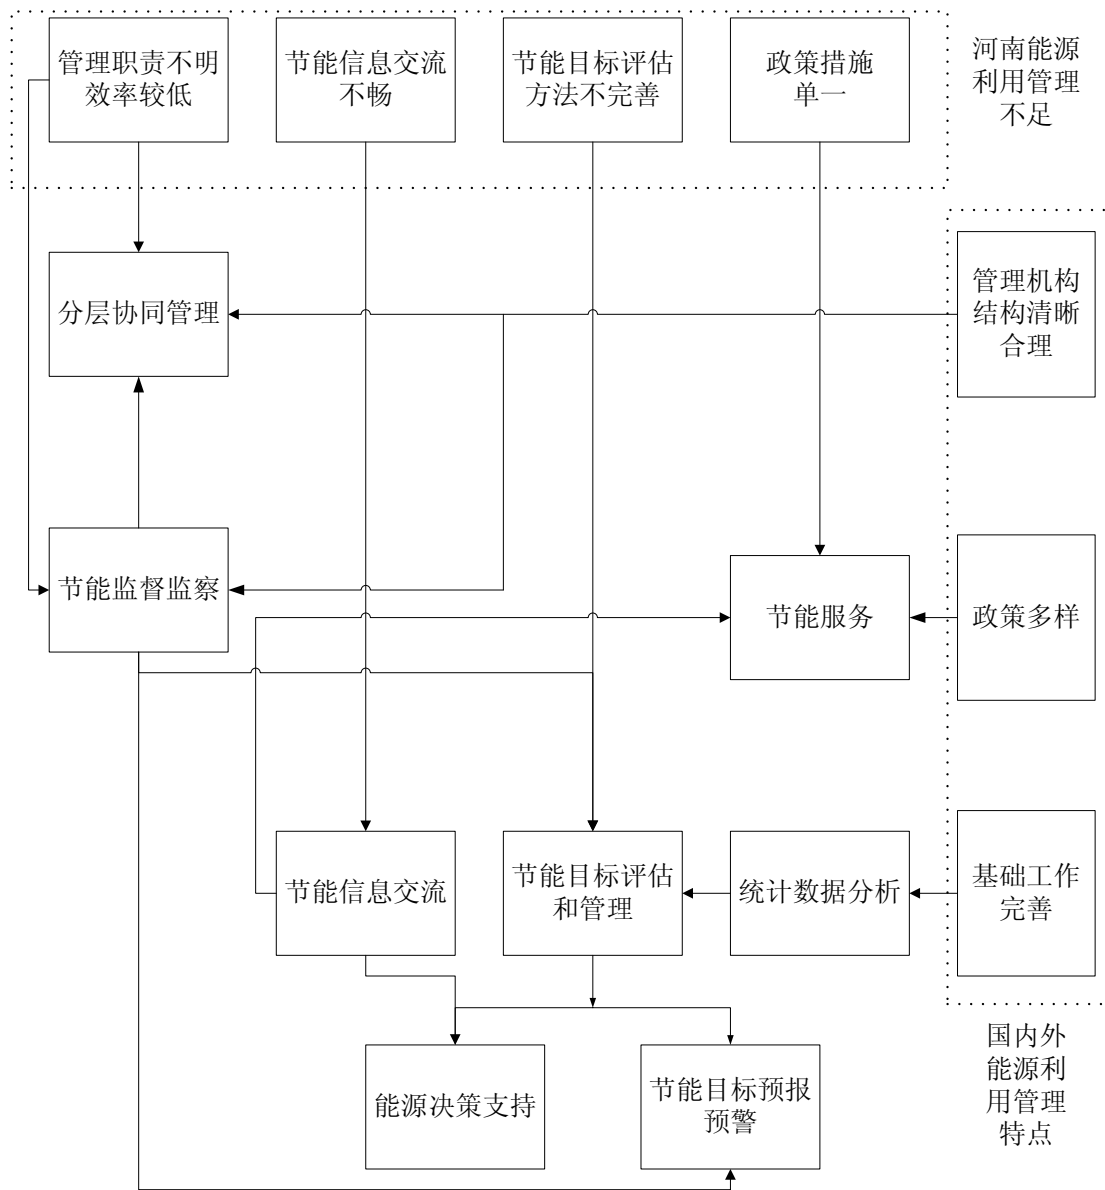 管理职责不明
效率较低
节能信息交流
不畅
节能目标评估
方法不完善
政策措施
单一
河南能源
利用管理
不足
分层协同管理
管理机构
结构清晰
合理
节能监督监察
节能服务
政策多样
节能信息交流
节能目标评估
和管理
统计数据分析
基础工作
完善
能源决策支持
节能目标预报
预警
国内外
能源利
用管理
特点